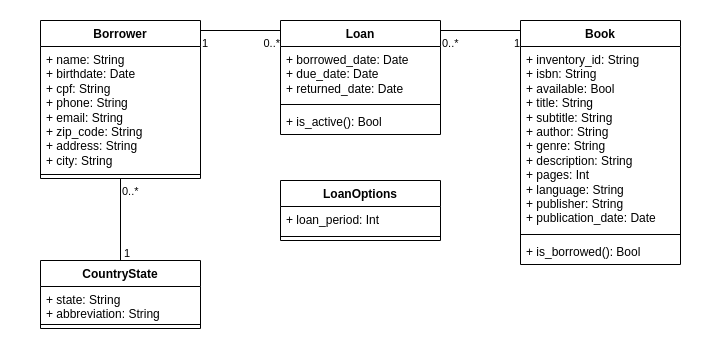 Borrower
+ name: String
+ birthdate: Date
+ cpf: String
+ phone: String
+ email: String
+ zip_code: String
+ address: String
+ city: String
1
0..*
Loan
+ borrowed_date: Date
+ due_date: Date
+ returned_date: Date
+ is_active(): Bool
0..*
1
Book
+ inventory_id: String
+ isbn: String
+ available: Bool
+ title: String
+ subtitle: String
+ author: String
+ genre: String
+ description: String
+ pages: Int
+ language: String
+ publisher: String
+ publication_date: Date
+ is_borrowed(): Bool
0..*
1
CountryState
+ state: String
+ abbreviation: String
LoanOptions
+ loan_period: Int